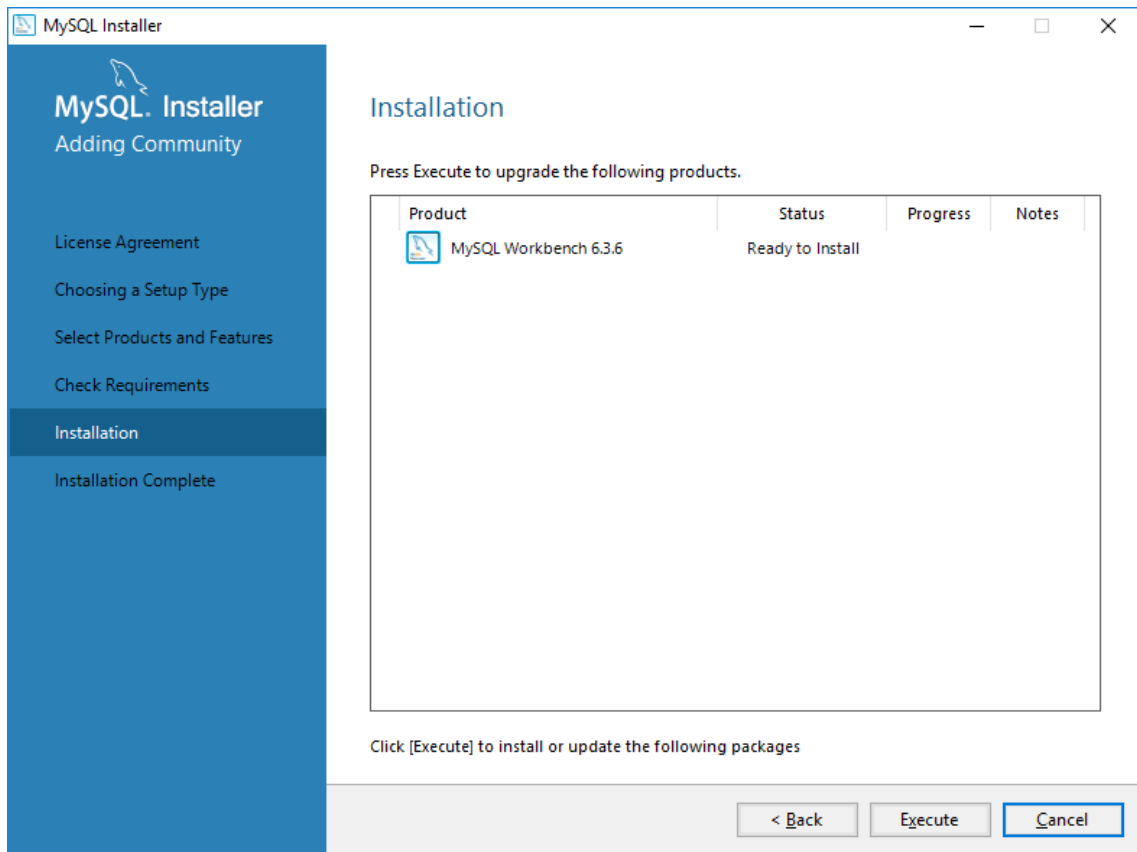 MySQL Installer
MySQL. Installer
Adding Community
License Agreement
Choosing a Setup Type
Select Products and Features
Check Requirements
Installation
Installation Complete
Installation
Press Execute to upgrade the following products.
Product Status Progress Notes
MySQL Workbench 6.3.6 Ready to Install
Click [Execute] to install or update the following packages
< Back Execute Cancel